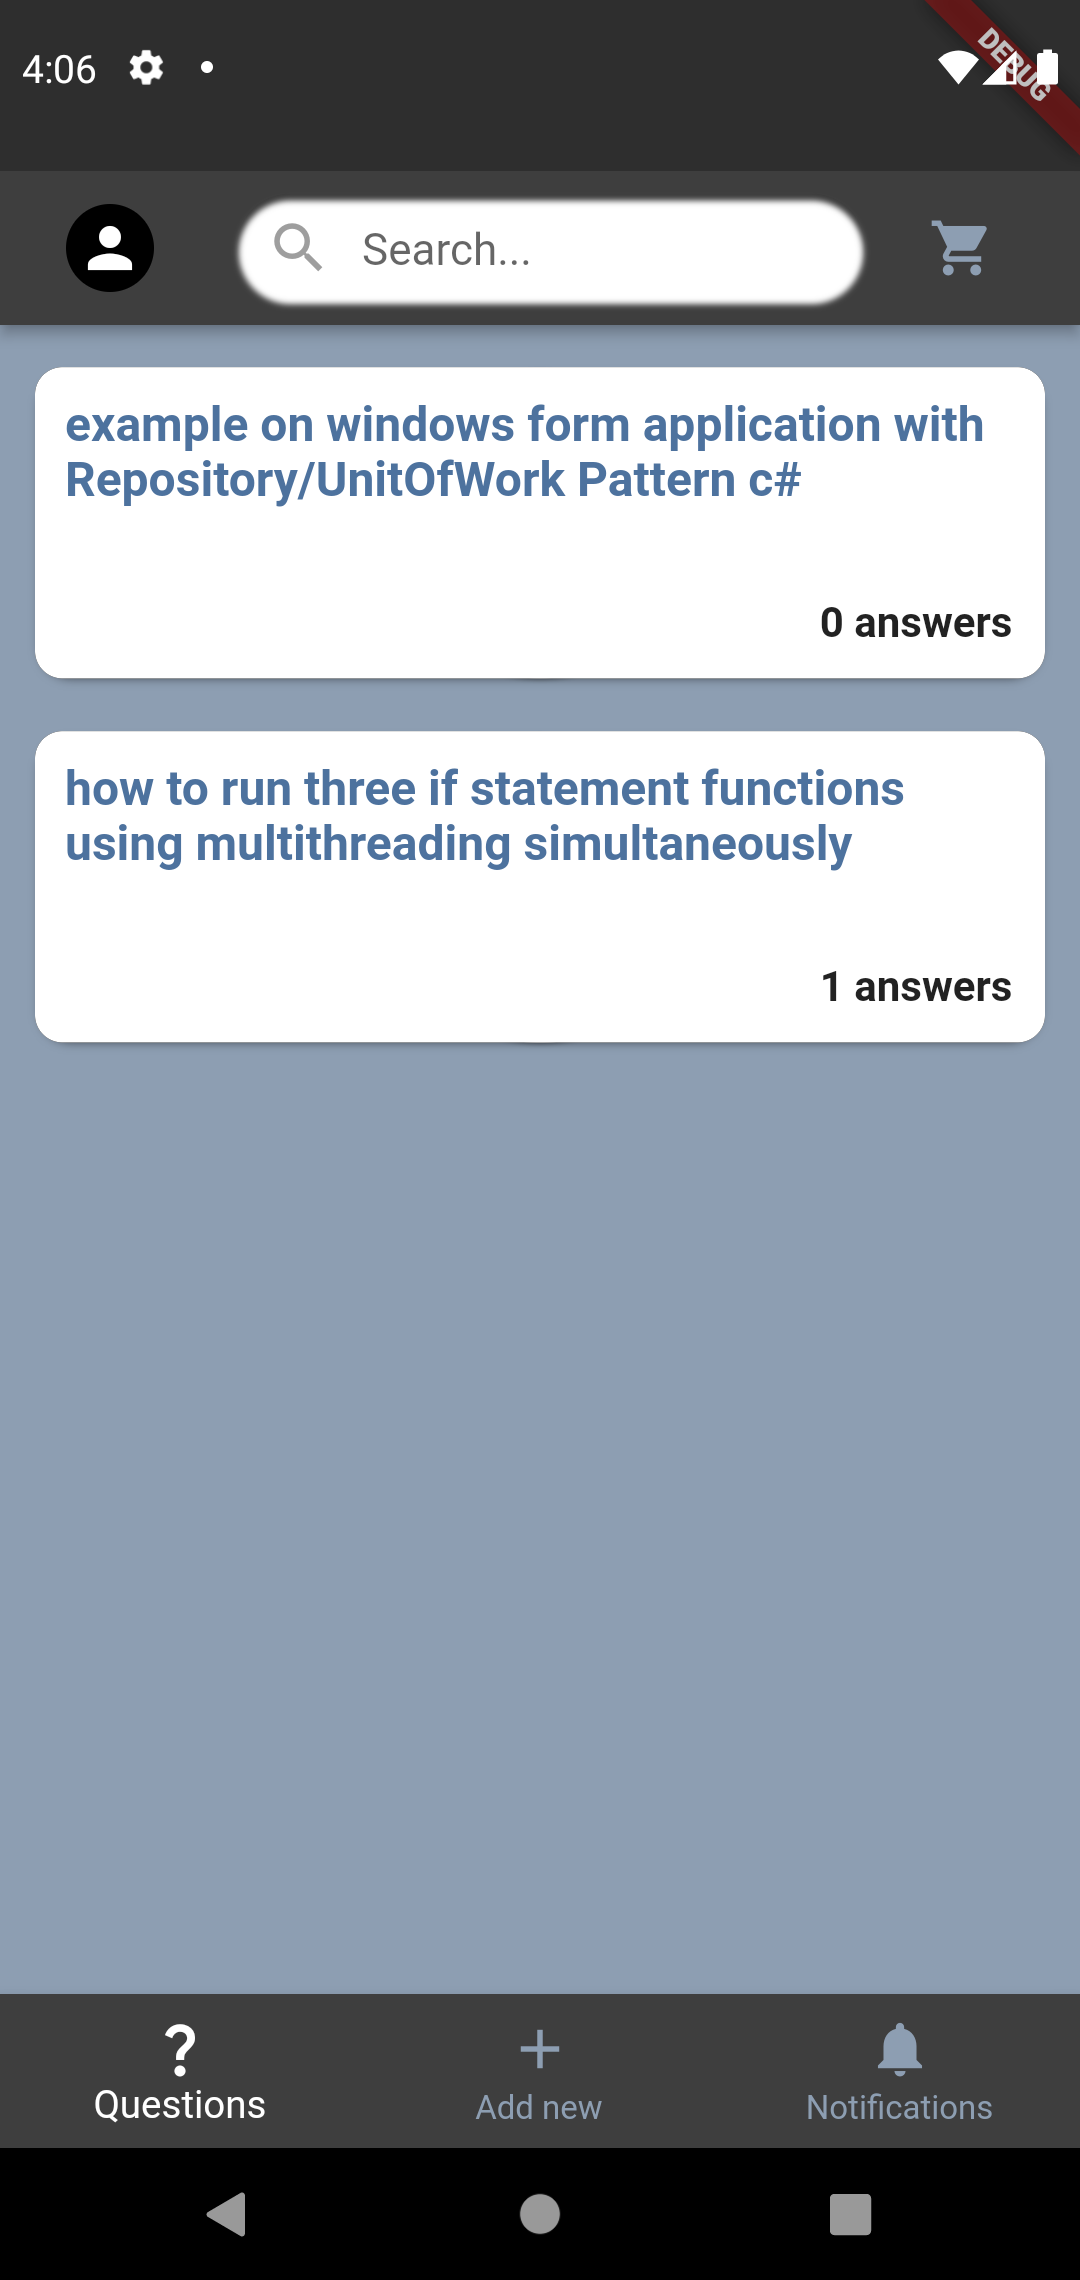 4:06
DEBUG
Search...
example on windows form application with
Repository/UnitOfWork Pattern c#
0 answers
how to run three if statement functions
using multithreading simultaneously
1 answers
?
Questions
Add new
Notifications